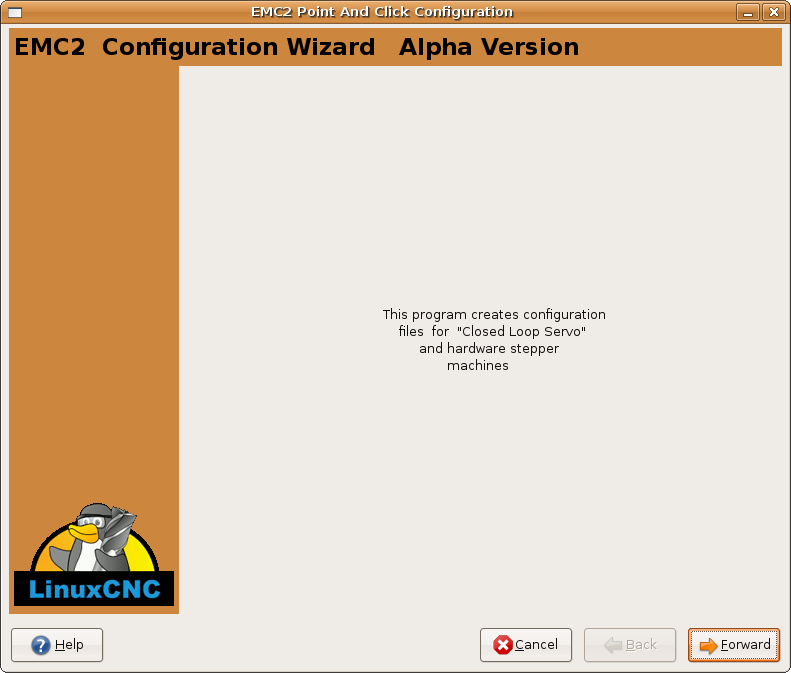 EMC2 Point And Click Configuration
EMC2  Configuration Wizard   Alpha Version
This program creates configuration
files  for  "Closed Loop Servo"
and hardware stepper
machines
LinuxCNC
Help
Cancel
Back
Forward